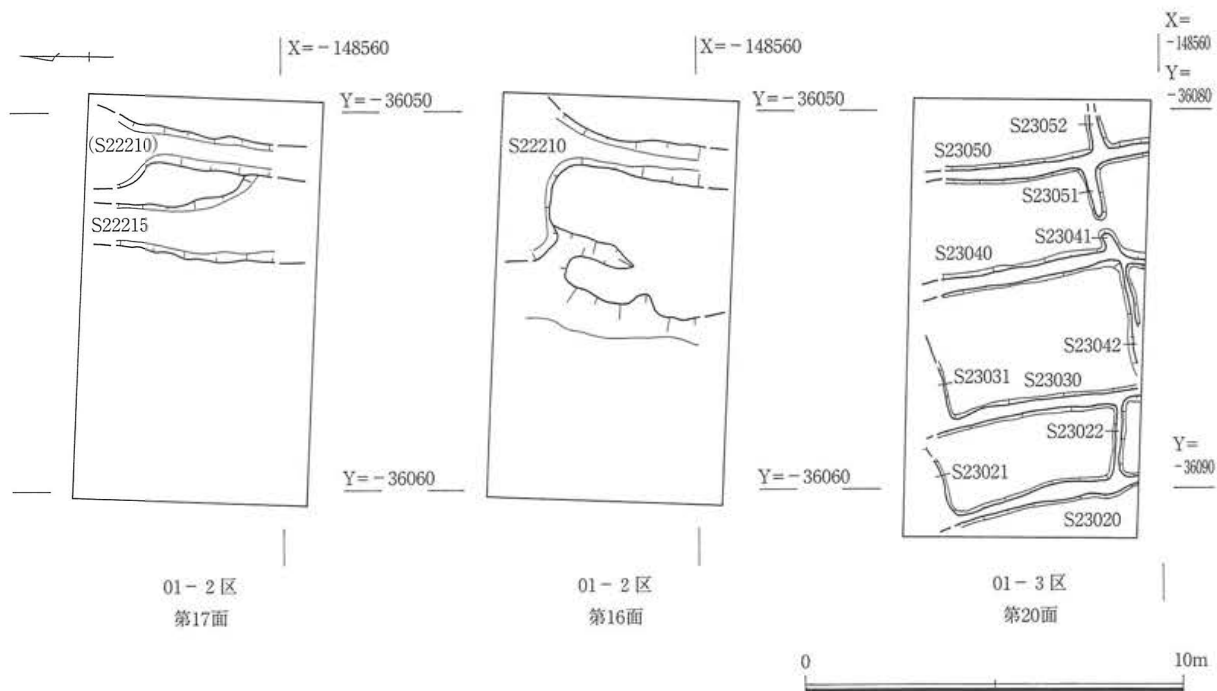 X=-148560
Y=-36050
(S22210)
S22215
Y=-36060
01-2区
第17面
X=-148560
Y=-36050
S22210
Y=-36060
01-2区
第16面
X=
-148560
Y=
-36080
S23052
S23050
S23051
S23041
S23040
S23042
S23031
S23030
S23022
Y=
-36090
S23021
S23020
01-3区
第20面
0
10m